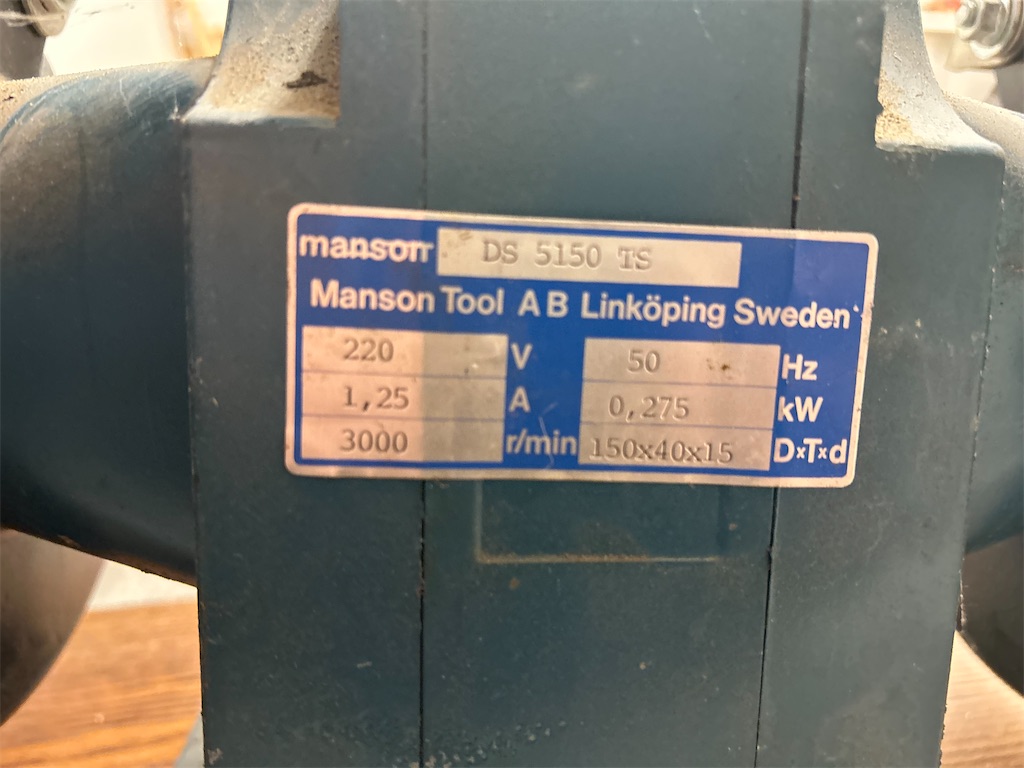 manson DS 5150 TS
Manson Tool AB Linköping Sweden
220 V 50 Hz
1,25 A 0,275 kW
3000 r/min 150x40x15 D×T×d